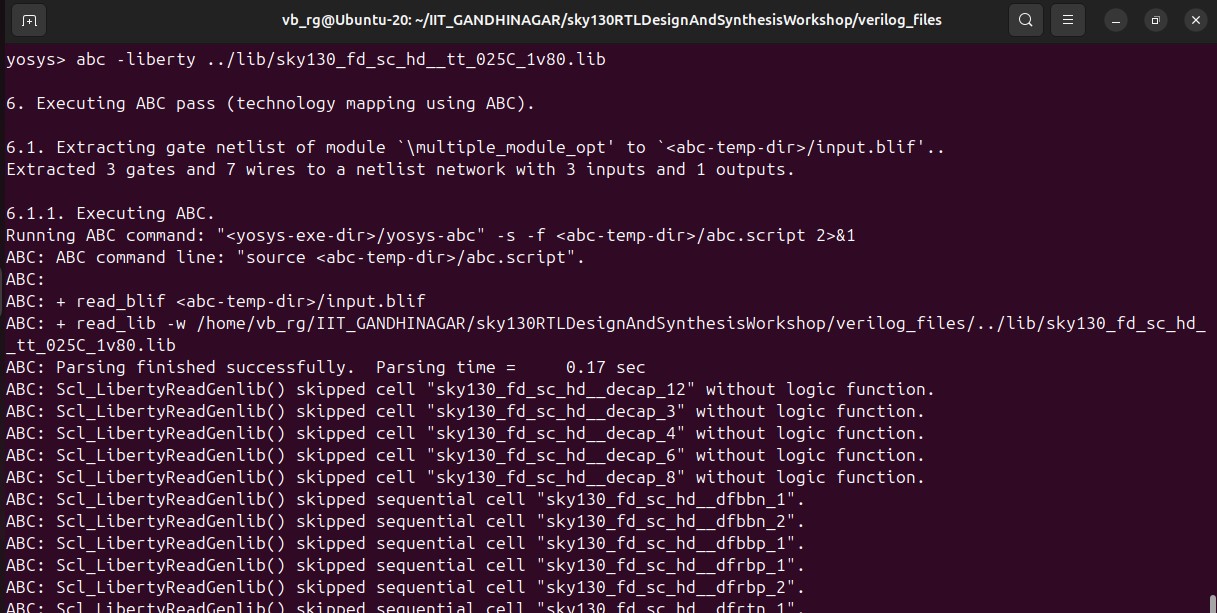 vb_rg@Ubuntu-20: ~/IIT_GANDHINAGAR/sky130RTLDesignAndSynthesisWorkshop/verilog_files
yosys> abc -liberty ../lib/sky130_fd_sc_hd__tt_025C_1v80.lib
6. Executing ABC pass (technology mapping using ABC).
6.1. Extracting gate netlist of module `\multiple_module_opt' to `<abc-temp-dir>/input.blif'..
Extracted 3 gates and 7 wires to a netlist network with 3 inputs and 1 outputs.
6.1.1. Executing ABC.
Running ABC command: "<yosys-exe-dir>/yosys-abc" -s -f <abc-temp-dir>/abc.script 2>&1
ABC: ABC command line: "source <abc-temp-dir>/abc.script".
ABC:
ABC: + read_blif <abc-temp-dir>/input.blif
ABC: + read_lib -w /home/vb_rg/IIT_GANDHINAGAR/sky130RTLDesignAndSynthesisWorkshop/verilog_files/../lib/sky130_fd_sc_hd_
_tt_025C_1v80.lib
ABC: Parsing finished successfully.  Parsing time =     0.17 sec
ABC: Scl_LibertyReadGenlib() skipped cell "sky130_fd_sc_hd__decap_12" without logic function.
ABC: Scl_LibertyReadGenlib() skipped cell "sky130_fd_sc_hd__decap_3" without logic function.
ABC: Scl_LibertyReadGenlib() skipped cell "sky130_fd_sc_hd__decap_4" without logic function.
ABC: Scl_LibertyReadGenlib() skipped cell "sky130_fd_sc_hd__decap_6" without logic function.
ABC: Scl_LibertyReadGenlib() skipped cell "sky130_fd_sc_hd__decap_8" without logic function.
ABC: Scl_LibertyReadGenlib() skipped sequential cell "sky130_fd_sc_hd__dfbbn_1".
ABC: Scl_LibertyReadGenlib() skipped sequential cell "sky130_fd_sc_hd__dfbbn_2".
ABC: Scl_LibertyReadGenlib() skipped sequential cell "sky130_fd_sc_hd__dfbbp_1".
ABC: Scl_LibertyReadGenlib() skipped sequential cell "sky130_fd_sc_hd__dfrbp_1".
ABC: Scl_LibertyReadGenlib() skipped sequential cell "sky130_fd_sc_hd__dfrbp_2".
ABC: Scl_LibertyReadGenlib() skipped sequential cell "sky130_fd_sc_hd__dfrtn_1".